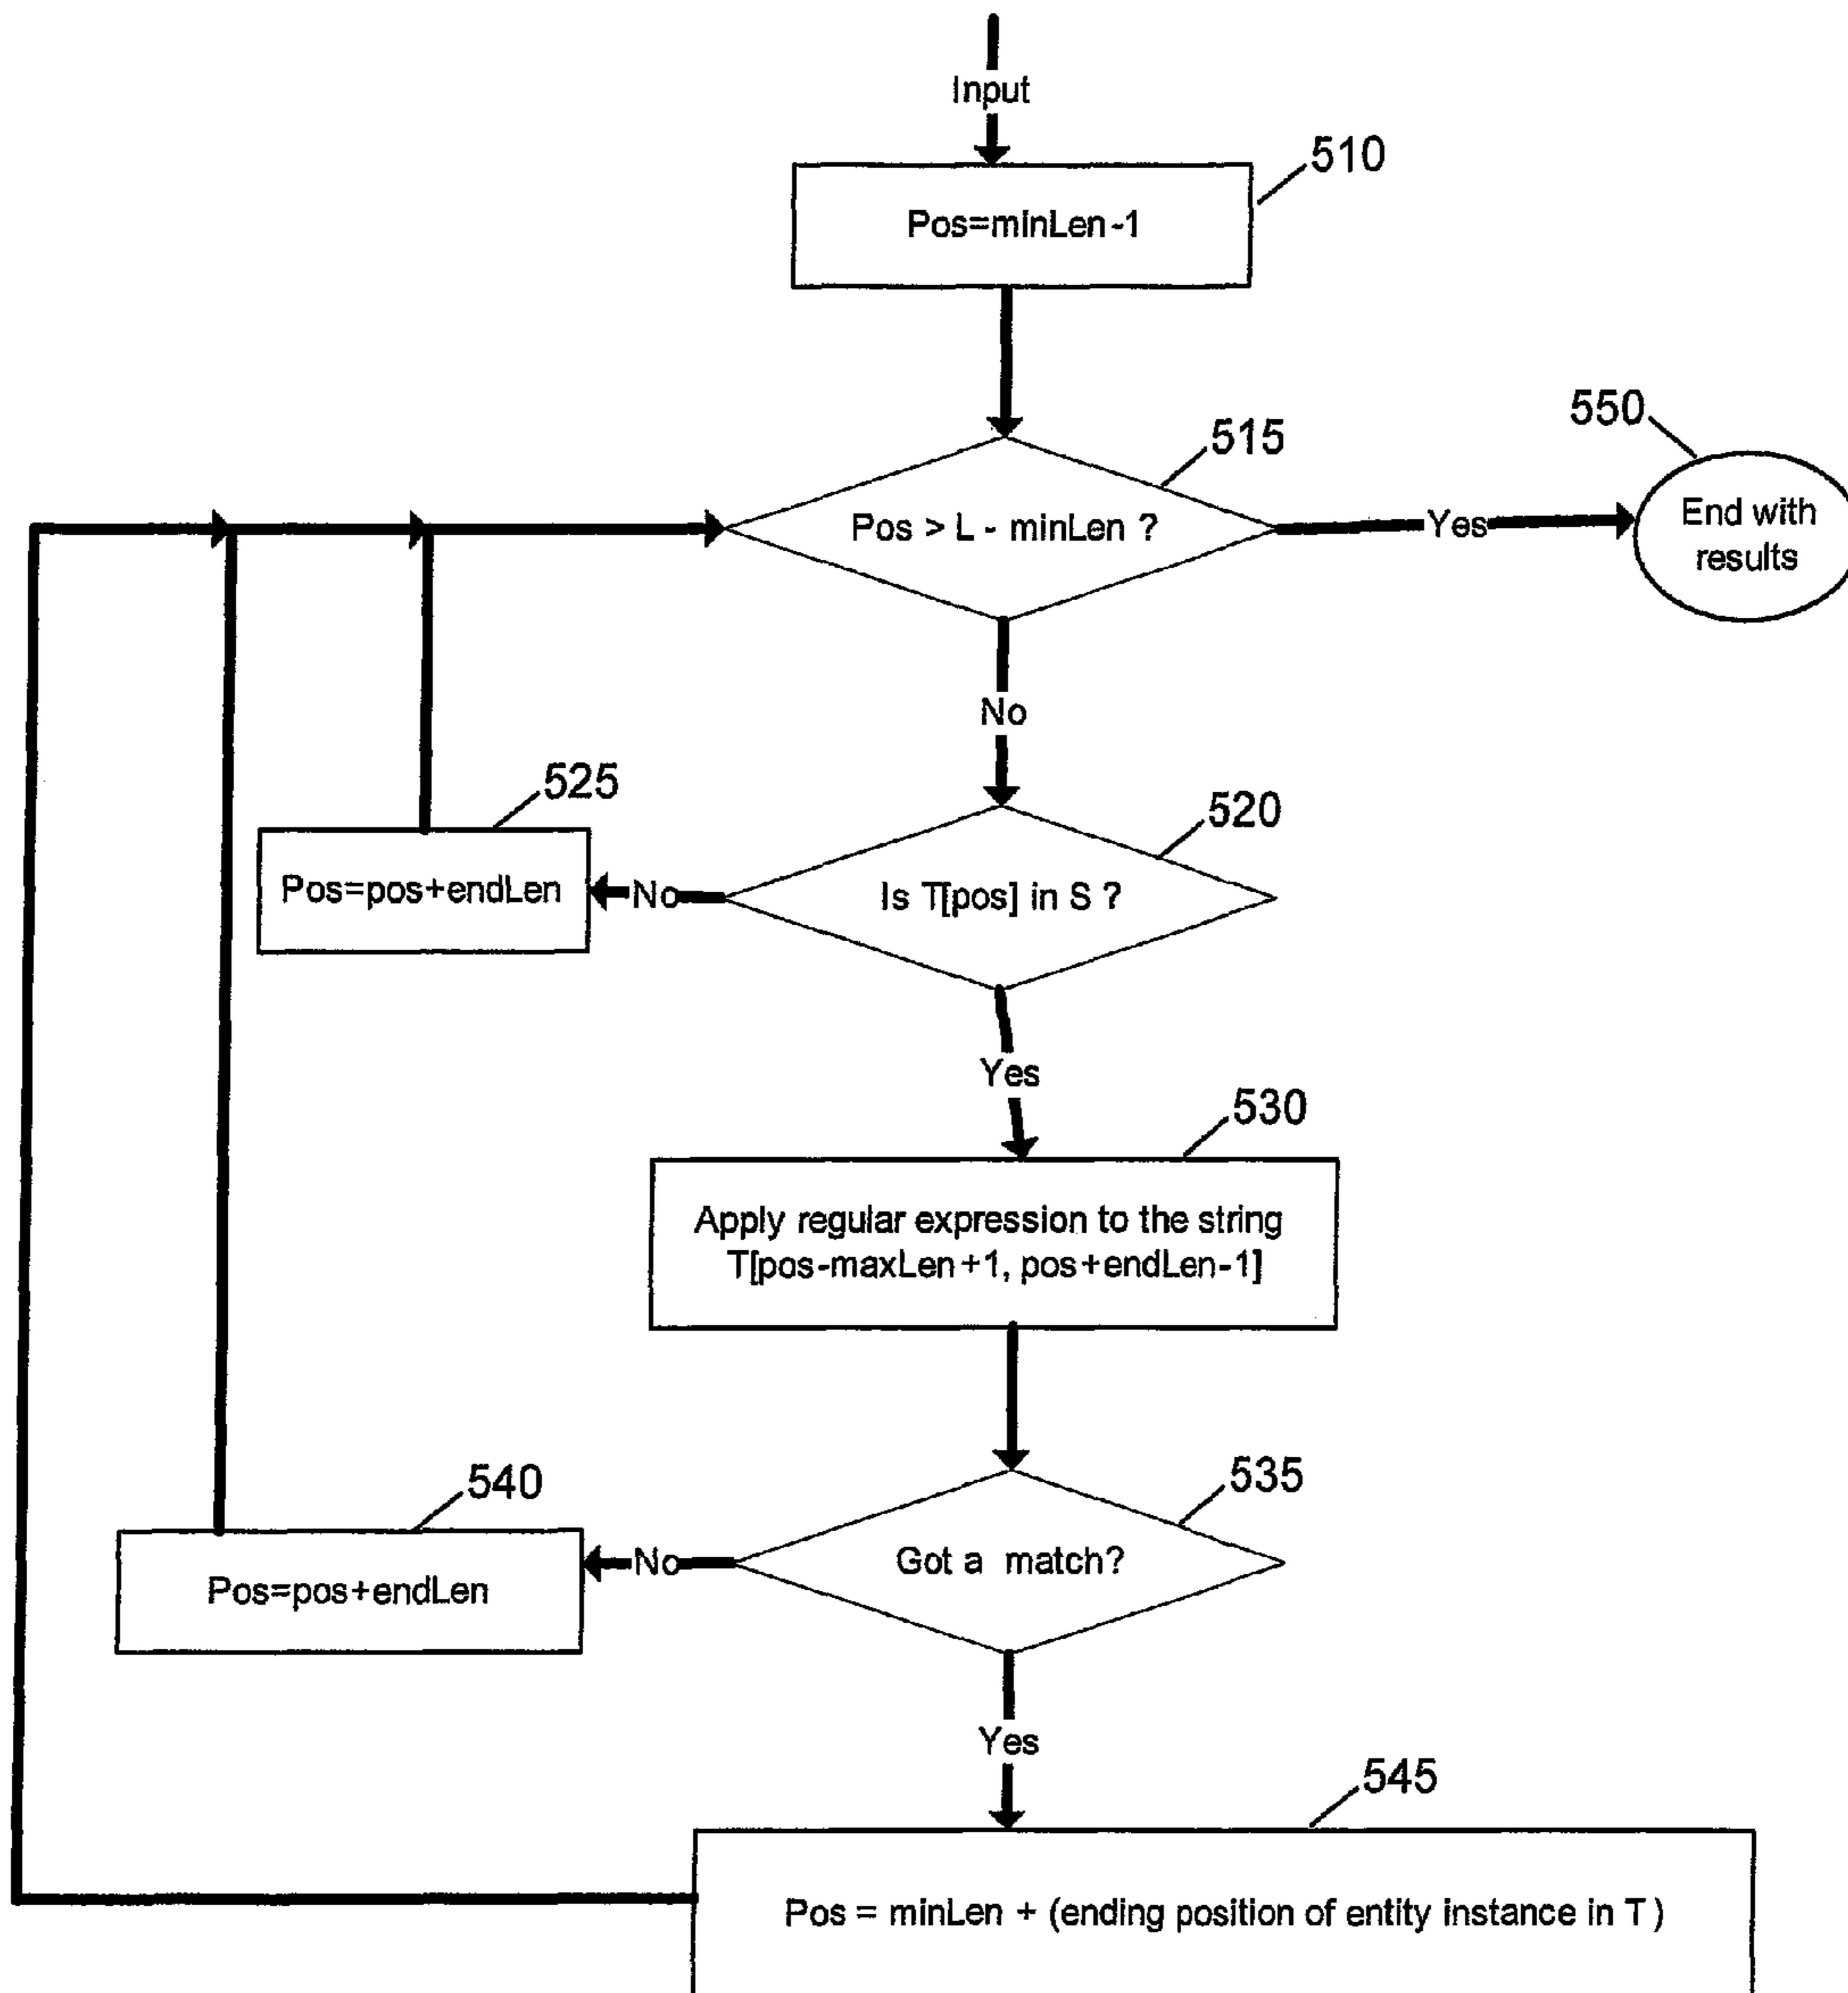 Input
510
Pos=minLen-1
515
550
Pos > L - minLen ?
Yes
End with
results
No
525
520
Pos=pos+endLen
No
Is T[pos] in S ?
Yes
530
Apply regular expression to the string
T[pos-maxLen+1, pos+endLen-1]
540
535
Pos=pos+endLen
No
Got a match?
Yes
545
Pos = minLen + (ending position of entity instance in T )